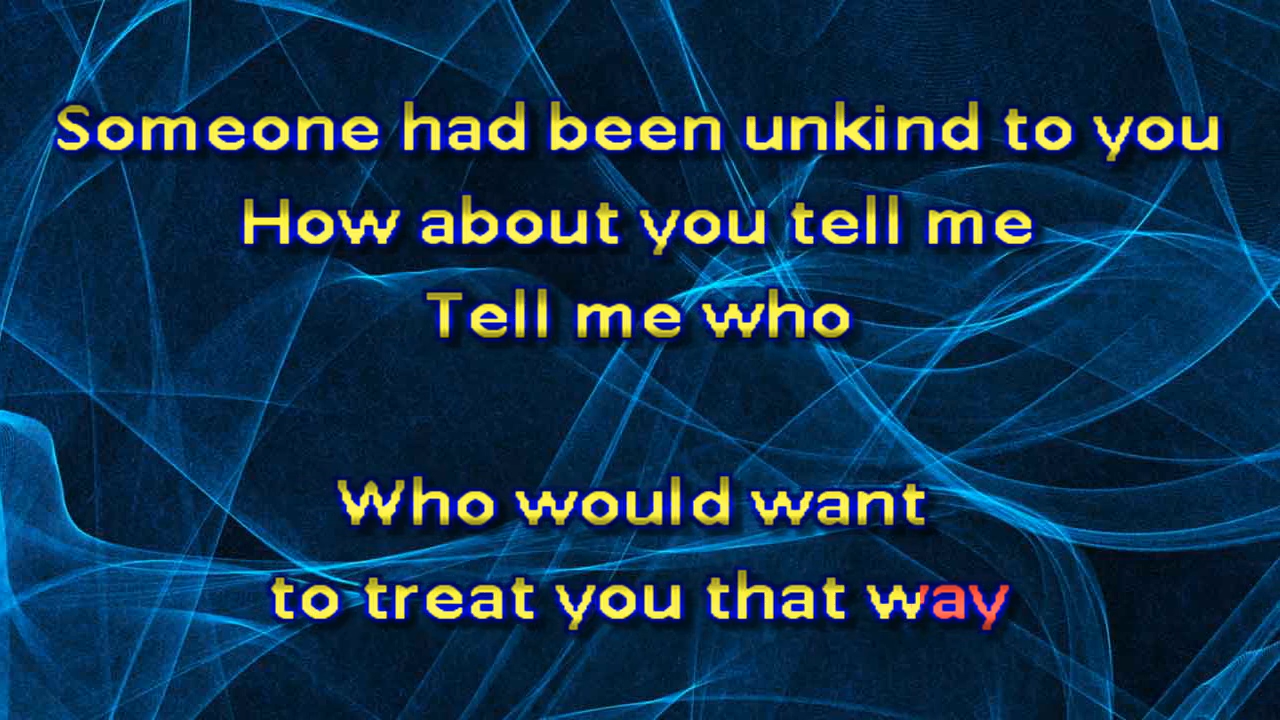 Someone had been unkind to you
How about you tell me
Tell me who
Who would want
to treat you that way